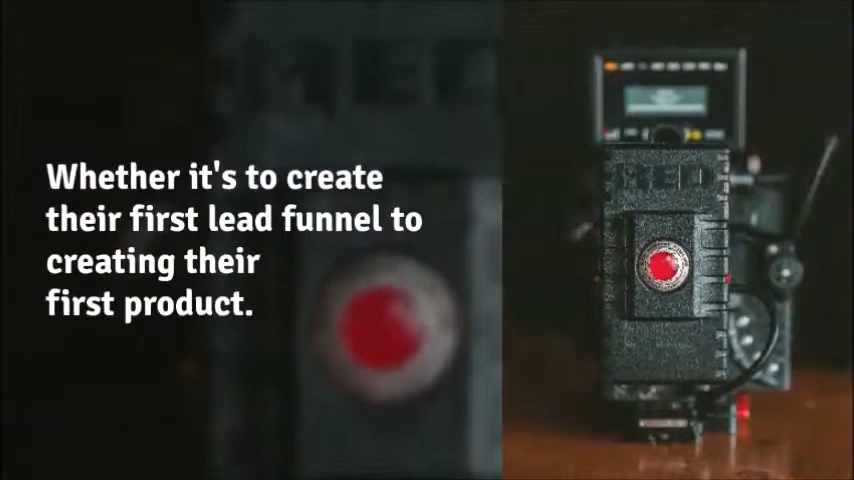 Whether it's to create
their first lead funnel to
creating their
first product.
RED